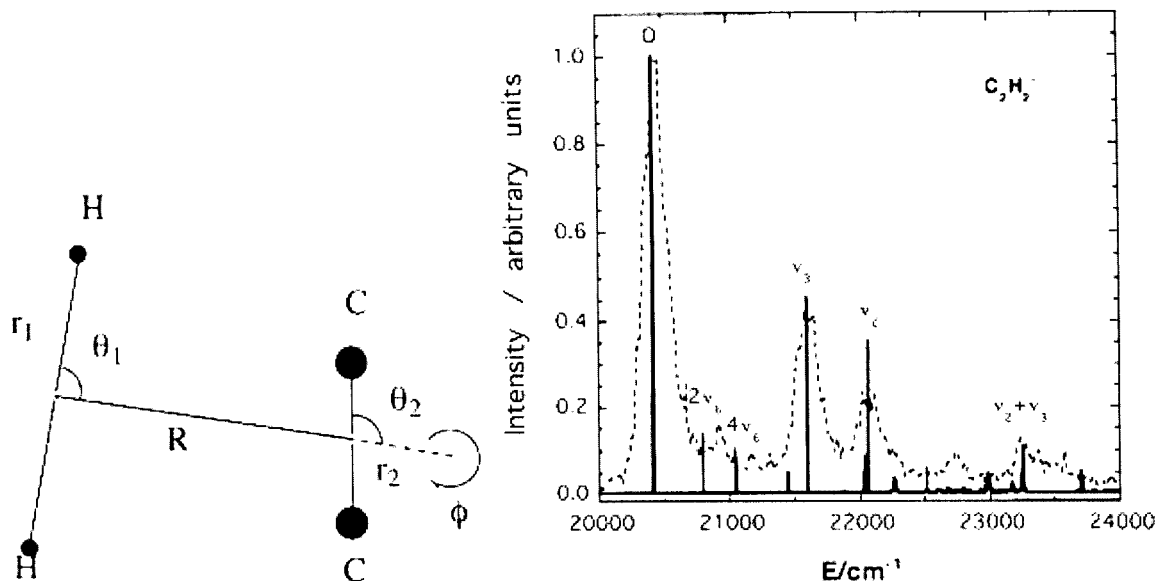 H
r1
θ1
R
H
C
θ2
r2
ϕ
C
Intensity / arbitrary units
1.0
0.8
0.6
0.4
0.2
0.0
0
C2H2-
ν3
2ν6
4ν6
ν2+ν3
20000 21000 22000 23000 24000
E/cm-1